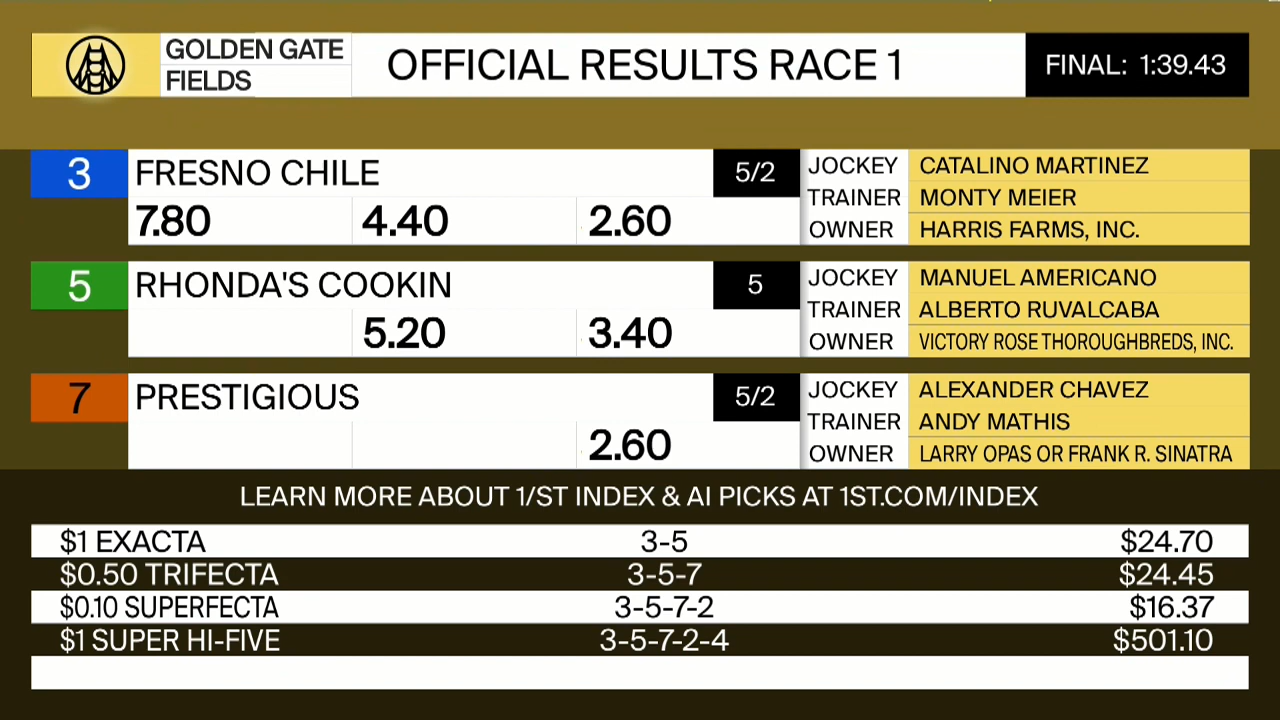 GOLDEN GATE
FIELDS
OFFICIAL RESULTS RACE 1
FINAL: 1:39.43
3 FRESNO CHILE 5/2
7.80 4.40 2.60
JOCKEY CATALINO MARTINEZ
TRAINER MONTY MEIER
OWNER HARRIS FARMS, INC.
5 RHONDA'S COOKIN 5
5.20 3.40
JOCKEY MANUEL AMERICANO
TRAINER ALBERTO RUVALCABA
OWNER VICTORY ROSE THOROUGHBREDS, INC.
7 PRESTIGIOUS 5/2
2.60
JOCKEY ALEXANDER CHAVEZ
TRAINER ANDY MATHIS
OWNER LARRY OPAS OR FRANK R. SINATRA
LEARN MORE ABOUT 1/ST INDEX & AI PICKS AT 1ST.COM/INDEX
$1 EXACTA 3-5 $24.70
$0.50 TRIFECTA 3-5-7 $24.45
$0.10 SUPERFECTA 3-5-7-2 $16.37
$1 SUPER HI-FIVE 3-5-7-2-4 $501.10